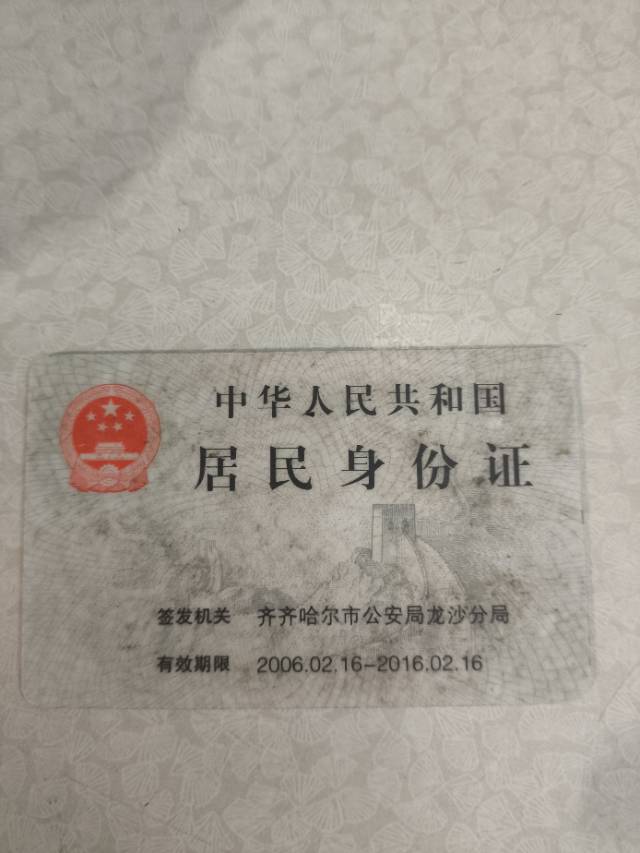 中华人民共和国
居民身份证
签发机关 齐齐哈尔市公安局龙沙分局
有效期限 2006.02.16-2016.02.16